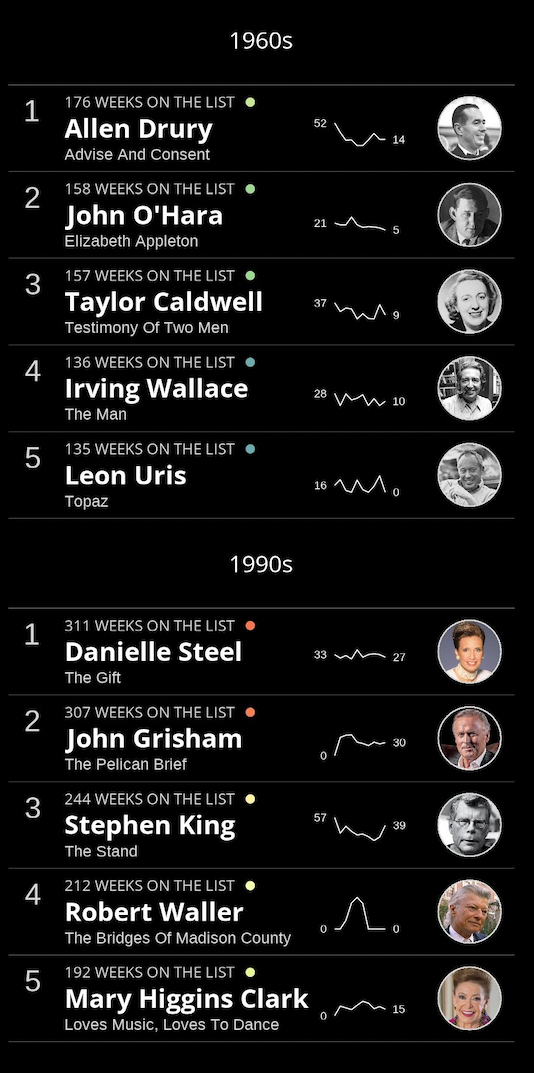 1960s
1
176 WEEKS ON THE LIST
Allen Drury
Advise And Consent
52
14
2
158 WEEKS ON THE LIST
John O'Hara
Elizabeth Appleton
21
5
3
157 WEEKS ON THE LIST
Taylor Caldwell
Testimony Of Two Men
37
9
4
136 WEEKS ON THE LIST
Irving Wallace
The Man
28
10
5
135 WEEKS ON THE LIST
Leon Uris
Topaz
16
0
1990s
1
311 WEEKS ON THE LIST
Danielle Steel
The Gift
33
27
2
307 WEEKS ON THE LIST
John Grisham
The Pelican Brief
0
30
3
244 WEEKS ON THE LIST
Stephen King
The Stand
57
39
4
212 WEEKS ON THE LIST
Robert Waller
The Bridges Of Madison County
0
0
5
192 WEEKS ON THE LIST
Mary Higgins Clark
Loves Music, Loves To Dance
0
15